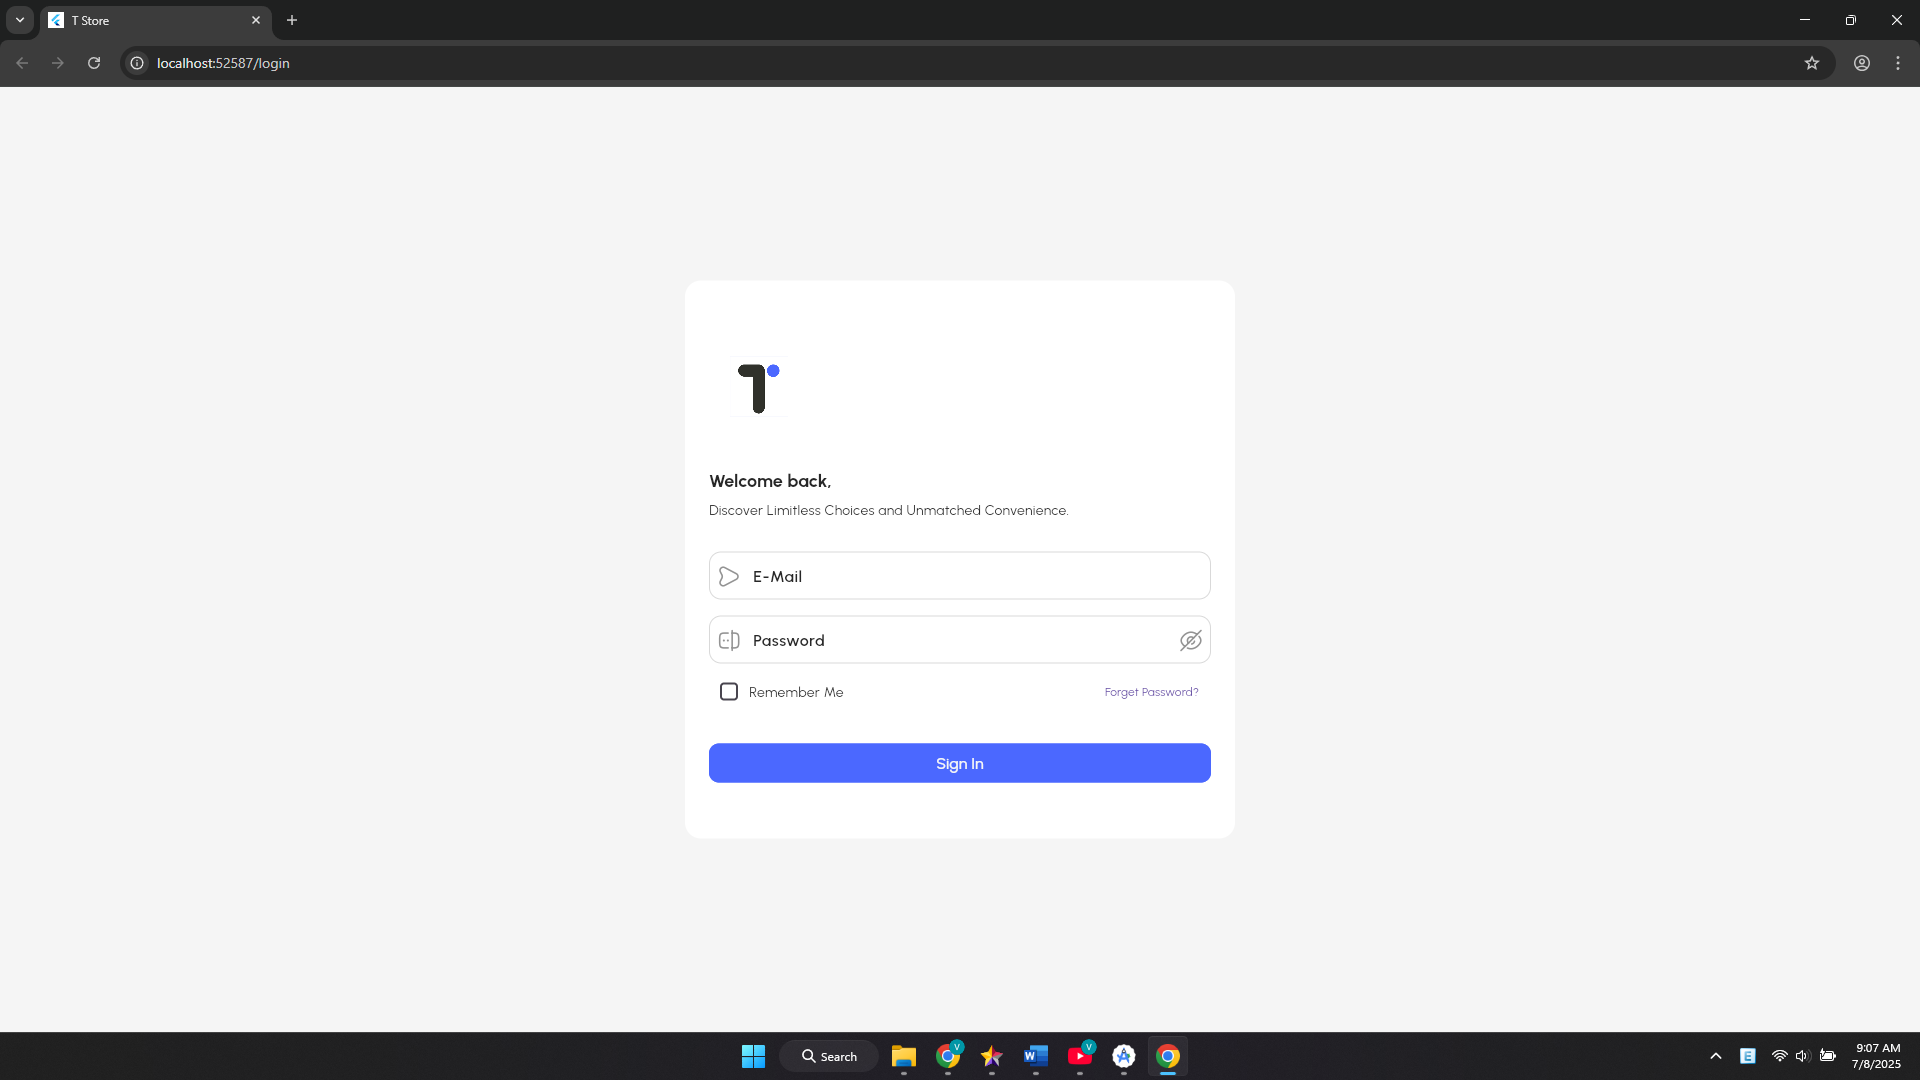 T Store
localhost:52587/login
T
Welcome back,
Discover Limitless Choices and Unmatched Convenience.
E-Mail
Password
Remember Me
Forget Password?
Sign In
Search
V
W
V
E
9:07 AM
7/8/2025